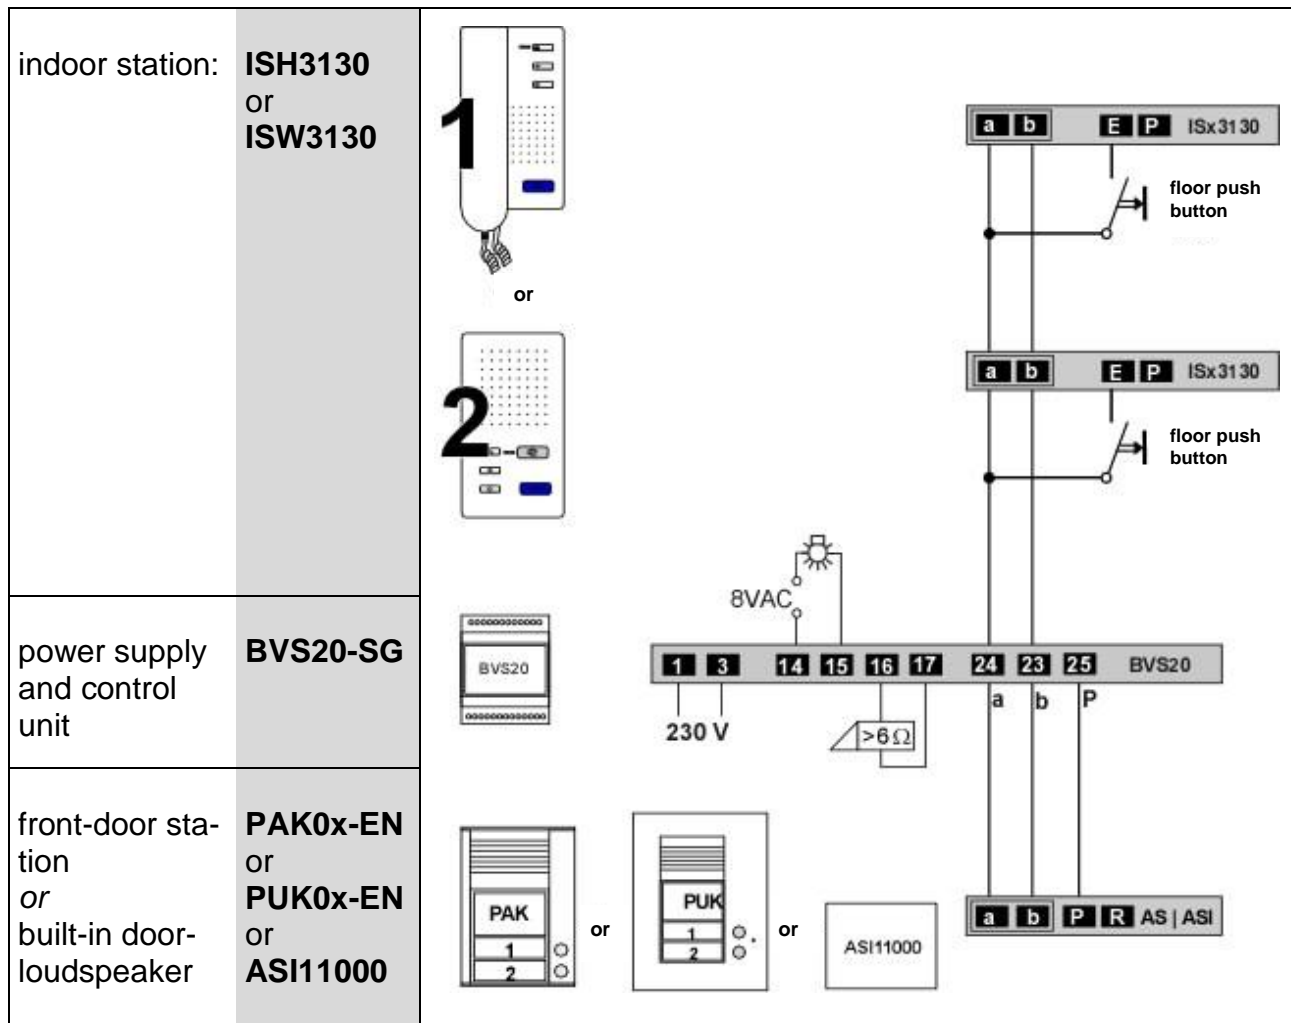 indoor station:
ISH3130
or
ISW3130
1
or
2
a b E P ISx3130
floor push
button
a b E P ISx3130
floor push
button
8VAC
power supply
and control
unit
BVS20-SG
BVS20
1 3 14 15 16 17 24 23 25 BVS20
a b P
230 V
>6 Ω
front-door sta-
tion
or
built-in door-
loudspeaker
PAK0x-EN
or
PUK0x-EN
or
ASI11000
PAK
1
2
or
PUK
1
2
or
ASI11000
a b P R AS | ASI